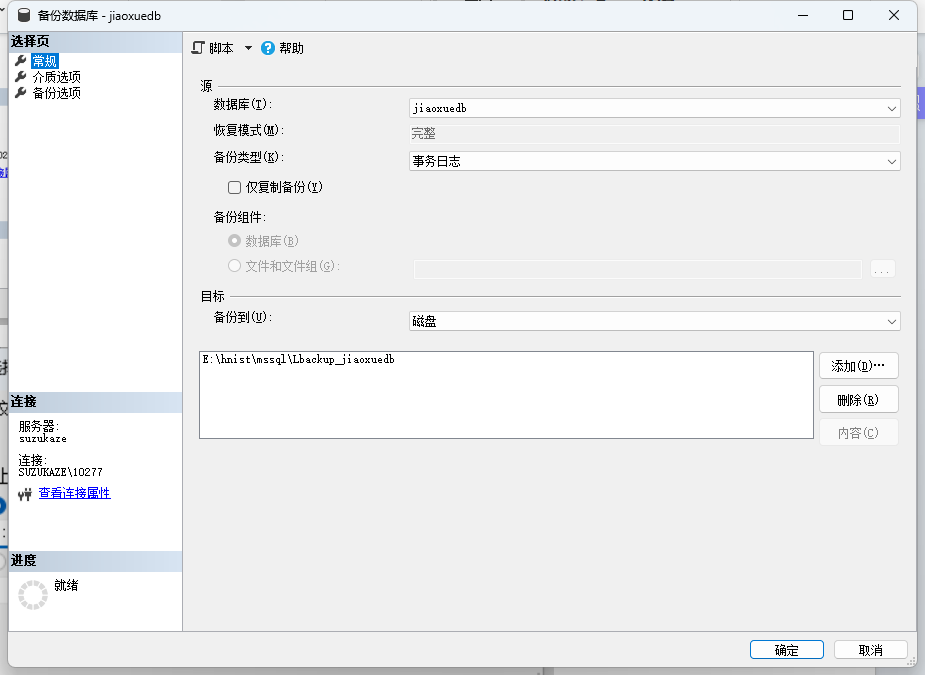 备份数据库 - jiaoxuedb
选择页
常规
介质选项
备份选项
脚本
帮助
源
数据库(T):
jiaoxuedb
恢复模式(M):
完整
备份类型(K):
事务日志
仅复制备份(Y)
备份组件:
数据库(B)
文件和文件组(G):
...
目标
备份到(U):
磁盘
E:\hnist\mssql\Lbackup_jiaoxuedb
添加(D)...
删除(R)
内容(C)
连接
服务器:
suzukaze
连接:
SUZUKAZE\10277
查看连接属性
进度
就绪
确定
取消